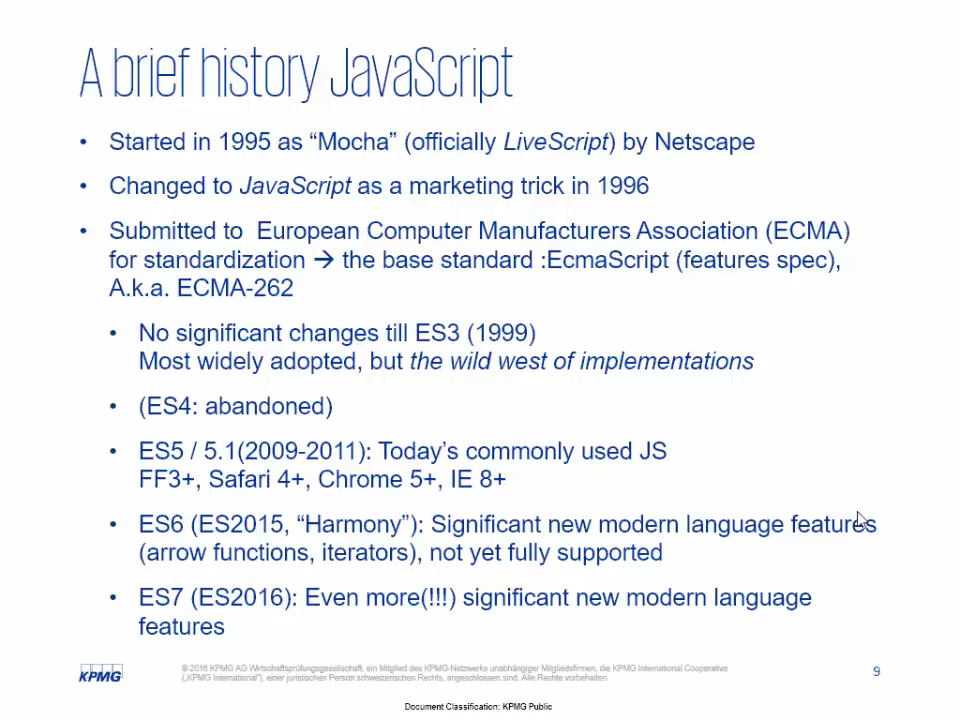 A brief history JavaScript
• Started in 1995 as “Mocha” (officially LiveScript) by Netscape
• Changed to JavaScript as a marketing trick in 1996
• Submitted to European Computer Manufacturers Association (ECMA)
for standardization → the base standard :EcmaScript (features spec),
A.k.a. ECMA-262
• No significant changes till ES3 (1999)
Most widely adopted, but the wild west of implementations
• (ES4: abandoned)
• ES5 / 5.1(2009-2011): Today’s commonly used JS
FF3+, Safari 4+, Chrome 5+, IE 8+
• ES6 (ES2015, “Harmony”): Significant new modern language features
(arrow functions, iterators), not yet fully supported
• ES7 (ES2016): Even more(!!!) significant new modern language
features
KPMG
© 2016 KPMG AG Wirtschaftsprüfungsgesellschaft, ein Mitglied des KPMG-Netzwerks unabhängiger Mitgliedsfirmen, die KPMG International Cooperative
(„KPMG International“), einer juristischen Person schweizerischen Rechts, angeschlossen sind. Alle Rechte vorbehalten.
9
Document Classification: KPMG Public